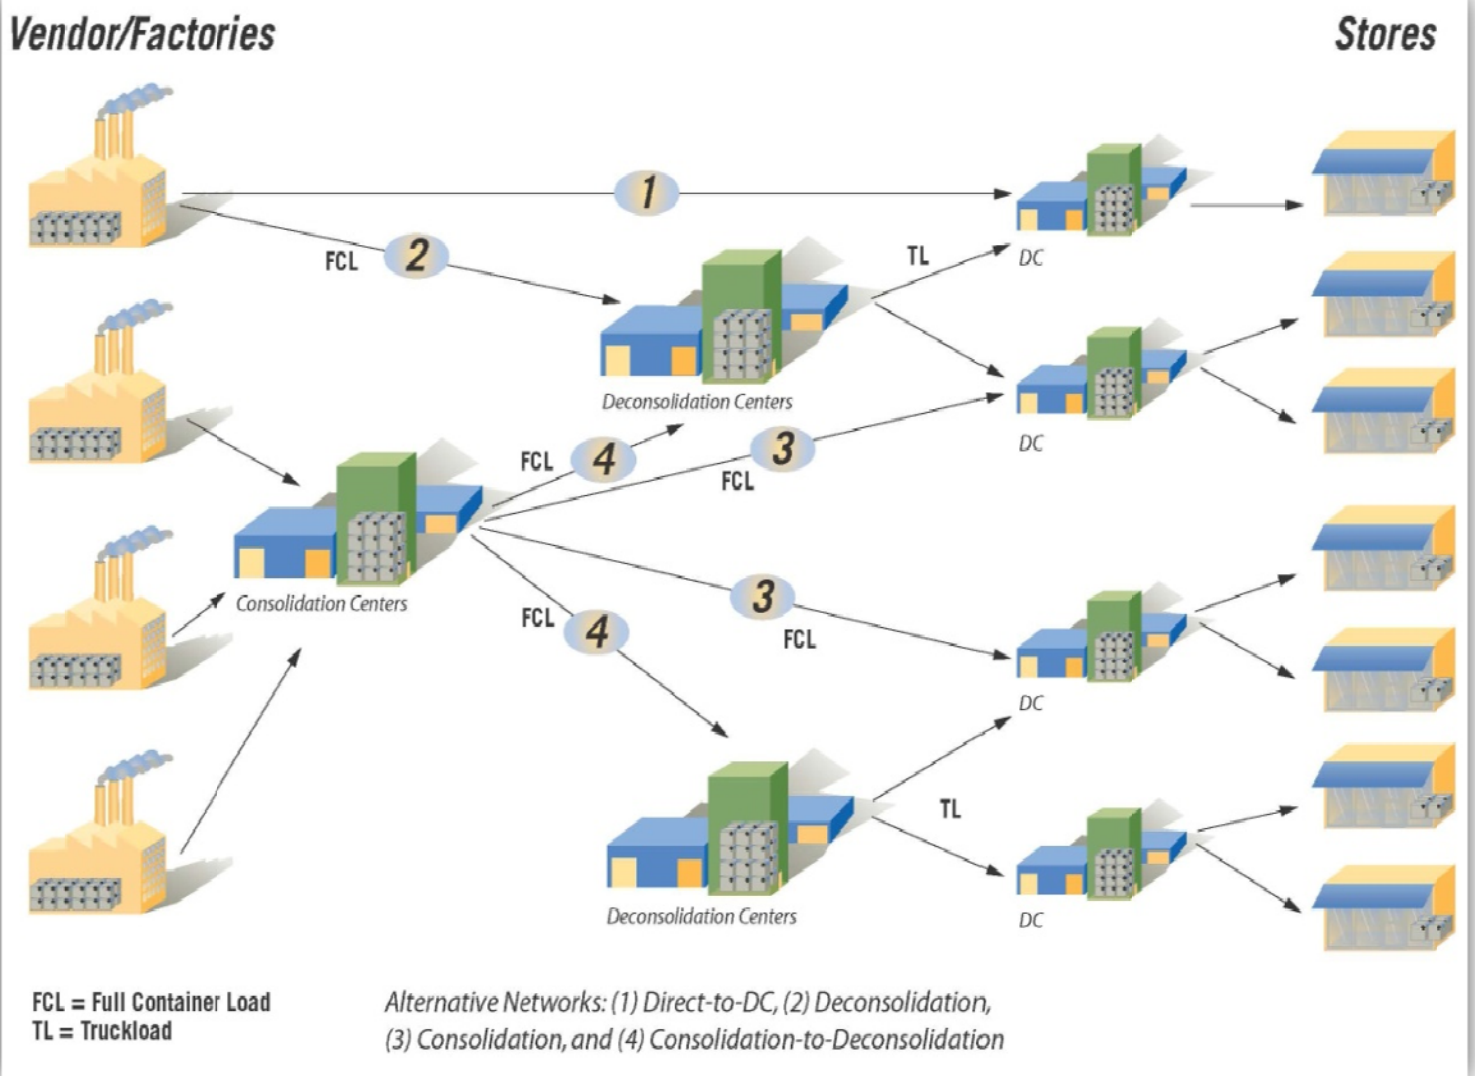 Vendor/Factories
Stores
1
2
FCL
TL
DC
Deconsolidation Centers
DC
FCL
4
3
FCL
Consolidation Centers
3
FCL
4
FCL
DC
TL
Deconsolidation Centers
DC
FCL = Full Container Load
TL = Truckload
Alternative Networks: (1) Direct-to-DC, (2) Deconsolidation,
(3) Consolidation, and (4) Consolidation-to-Deconsolidation